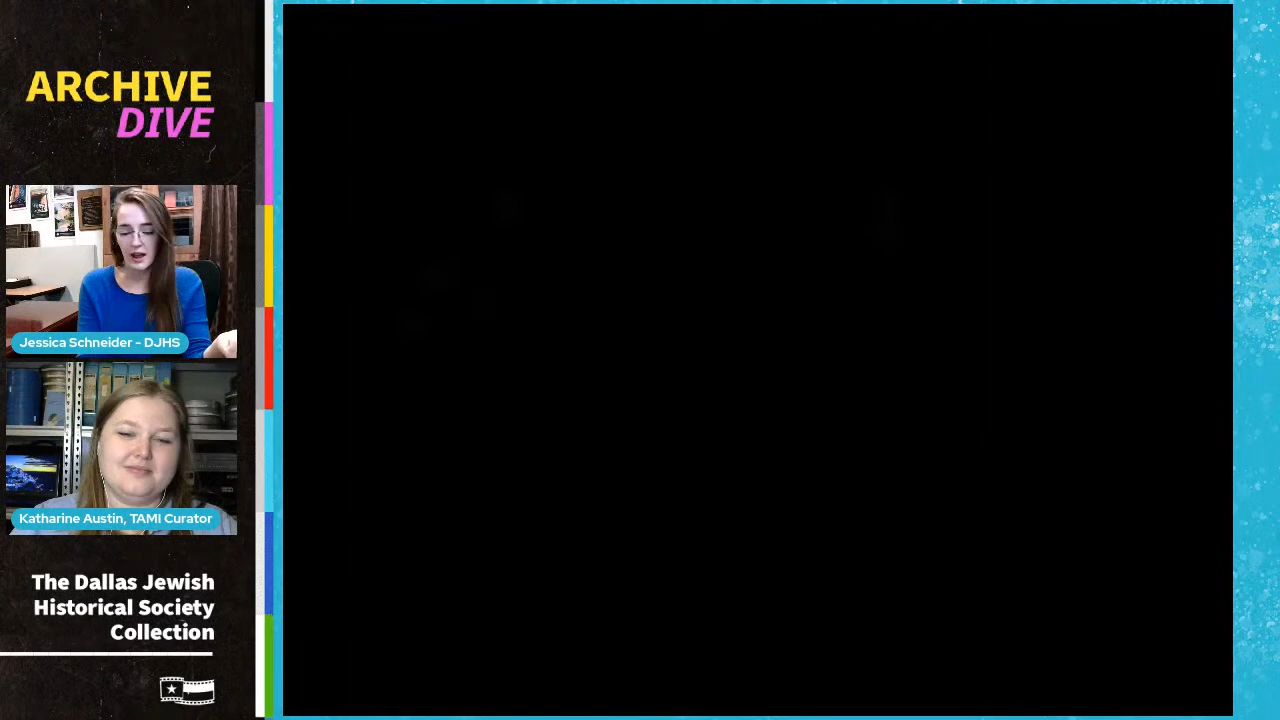 ARCHIVE
DIVE
Jessica Schneider - DJHS
Katharine Austin, TAMI Curator
The Dallas Jewish
Historical Society
Collection